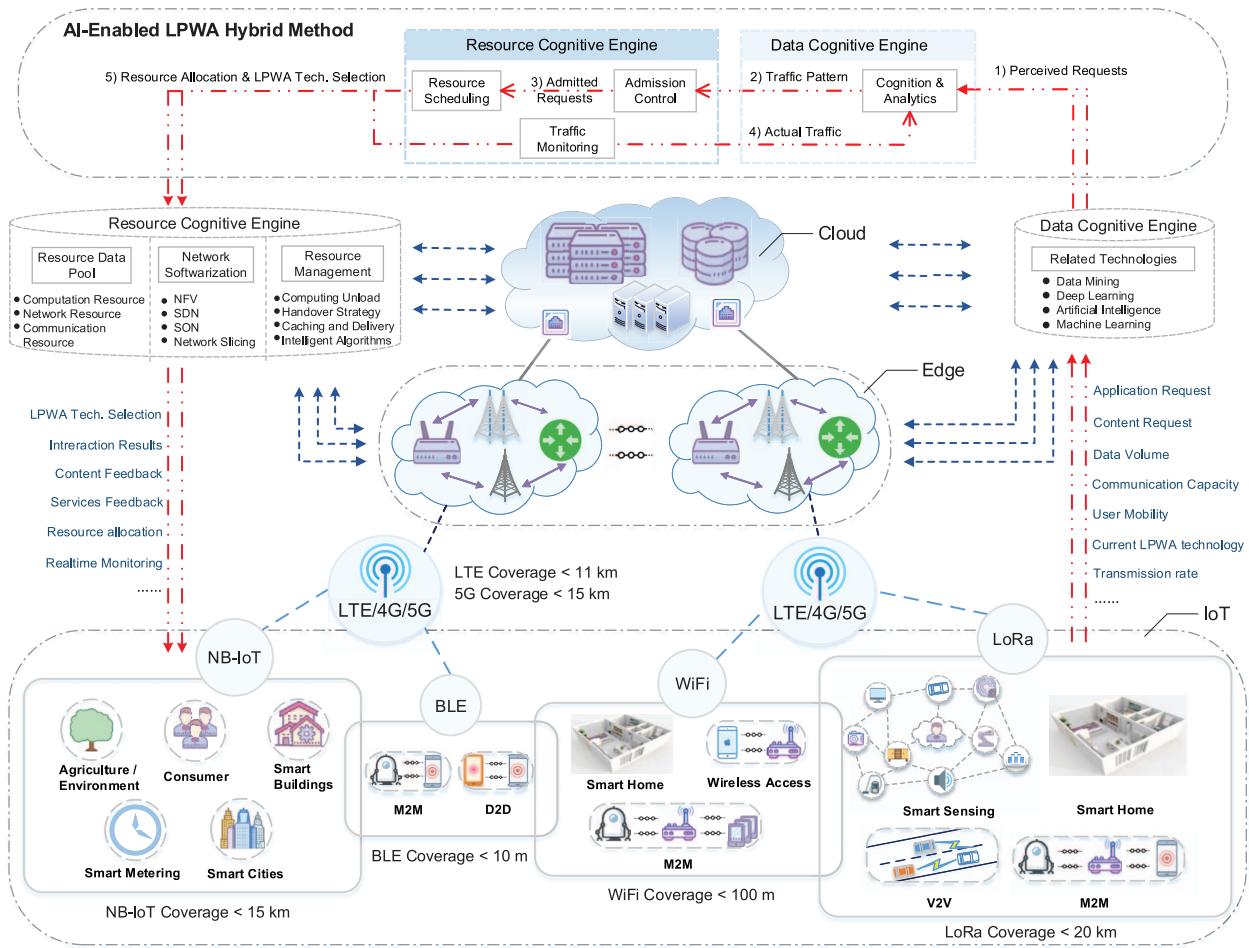 AI-Enabled LPWA Hybrid Method
Resource Cognitive Engine
Data Cognitive Engine
5) Resource Allocation & LPWA Tech. Selection
Resource
Scheduling
3) Admitted
Requests
Admission
Control
2) Traffic Pattern
Cognition &
Analytics
1) Perceived Requests
Traffic
Monitoring
4) Actual Traffic
Resource Cognitive Engine
Resource Data
Pool
Network
Softwarization
Resource
Management
Computation Resource
Network Resource
Communication
Resource
NFV
SDN
SON
Network Slicing
Computing Unload
Handover Strategy
Caching and Delivery
Intelligent Algorithms
Cloud
Data Cognitive Engine
Related Technologies
Data Mining
Deep Learning
Artificial Intelligence
Machine Learning
Edge
LPWA Tech. Selection
Intreraction Results
Content Feedback
Services Feedback
Resource allocation
Realtime Monitoring
......
Application Request
Content Request
Data Volume
Communication Capacity
User Mobility
Current LPWA technology
Transmission rate
......
LTE/4G/5G
LTE Coverage < 11 km
5G Coverage < 15 km
LTE/4G/5G
IoT
NB-IoT
BLE
WiFi
LoRa
Agriculture /
Environment
Consumer
Smart
Buildings
Smart Metering
Smart Cities
NB-IoT Coverage < 15 km
M2M
D2D
BLE Coverage < 10 m
Smart Home
Wireless Access
M2M
WiFi Coverage < 100 m
Smart Sensing
Smart Home
V2V
M2M
LoRa Coverage < 20 km